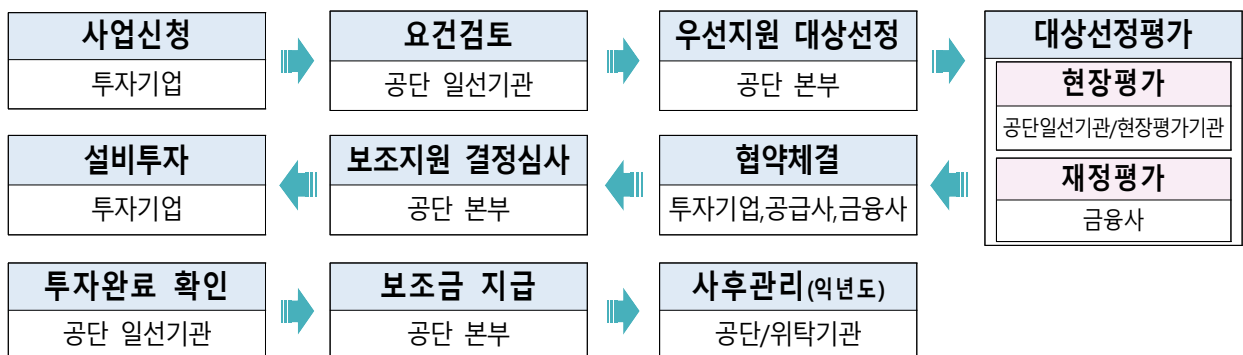 사업신청
투자기업
요건검토
공단 일선기관
우선지원 대상선정
공단 본부
대상선정평가
현장평가
공단일선기관/현장평가기관
재정평가
금융사
협약체결
투자기업,공급사,금융사
보조지원 결정심사
공단 본부
설비투자
투자기업
투자완료 확인
공단 일선기관
보조금 지급
공단 본부
사후관리(익년도)
공단/위탁기관